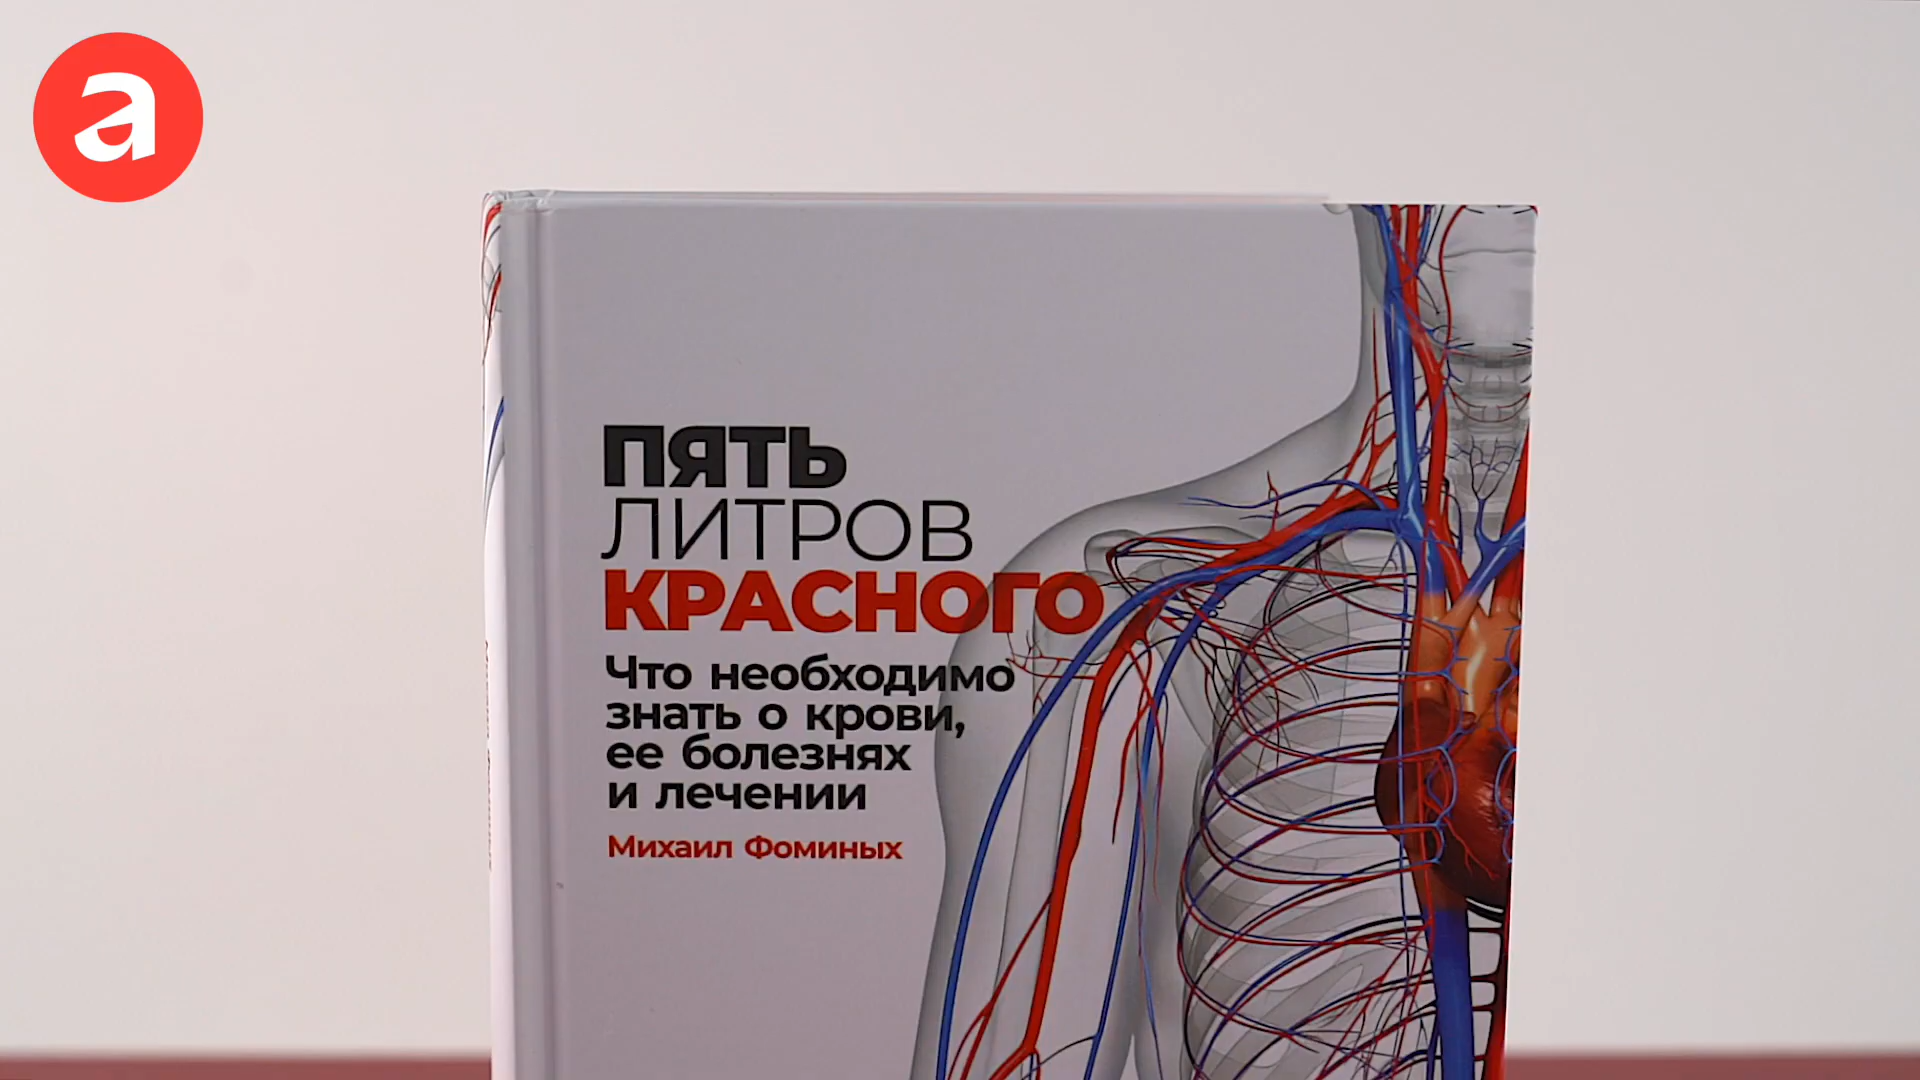 a
ПЯТЬ
ЛИТРОВ
КРАСНОГО
Что необходимо
знать о крови,
ее болезнях
и лечении
Михаил Фоминых